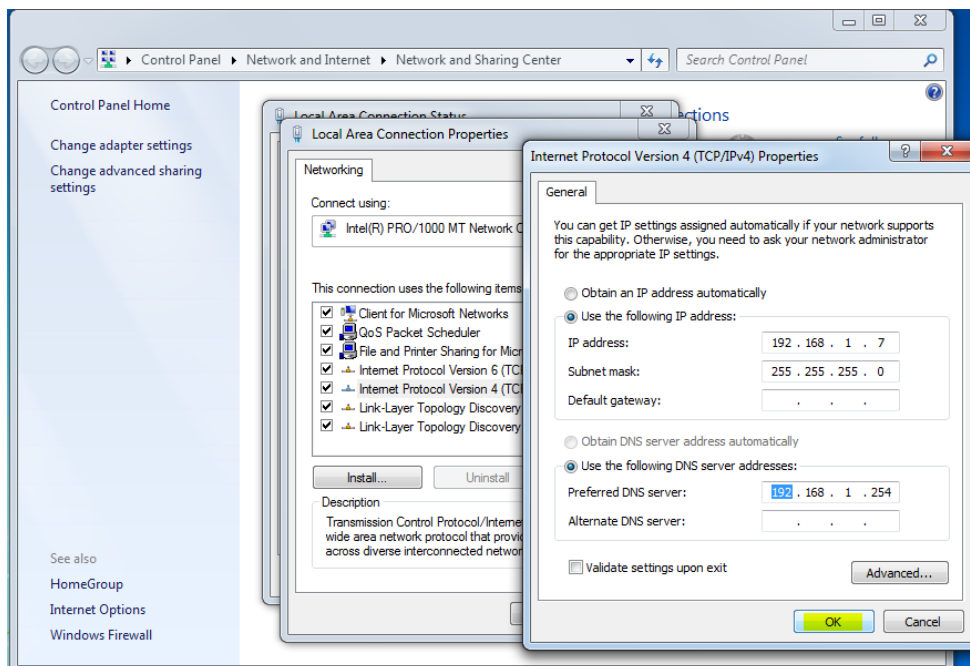 Control Panel Network and Internet Network and Sharing Center
Search Control Panel
Control Panel Home
Change adapter settings
Change advanced sharing
settings
See also
HomeGroup
Internet Options
Windows Firewall
Local Area Connection Status
ctions
Local Area Connection Properties
Networking
Connect using:
Intel(R) PRO/1000 MT Network C
This connection uses the following items
Client for Microsoft Networks
QoS Packet Scheduler
File and Printer Sharing for Micr
Internet Protocol Version 6 (TCI
Internet Protocol Version 4 (TCI
Link-Layer Topology Discovery
Link-Layer Topology Discovery
Install...
Uninstall
Description
Transmission Control Protocol/Interne
wide area network protocol that provi
across diverse interconnected networ
Internet Protocol Version 4 (TCP/IPv4) Properties
General
You can get IP settings assigned automatically if your network supports
this capability. Otherwise, you need to ask your network administrator
for the appropriate IP settings.
Obtain an IP address automatically
Use the following IP address:
IP address: 192 . 168 . 1 . 7
Subnet mask: 255 . 255 . 255 . 0
Default gateway: . . .
Obtain DNS server address automatically
Use the following DNS server addresses:
Preferred DNS server: 192 . 168 . 1 . 254
Alternate DNS server: . . .
Validate settings upon exit
Advanced...
OK
Cancel